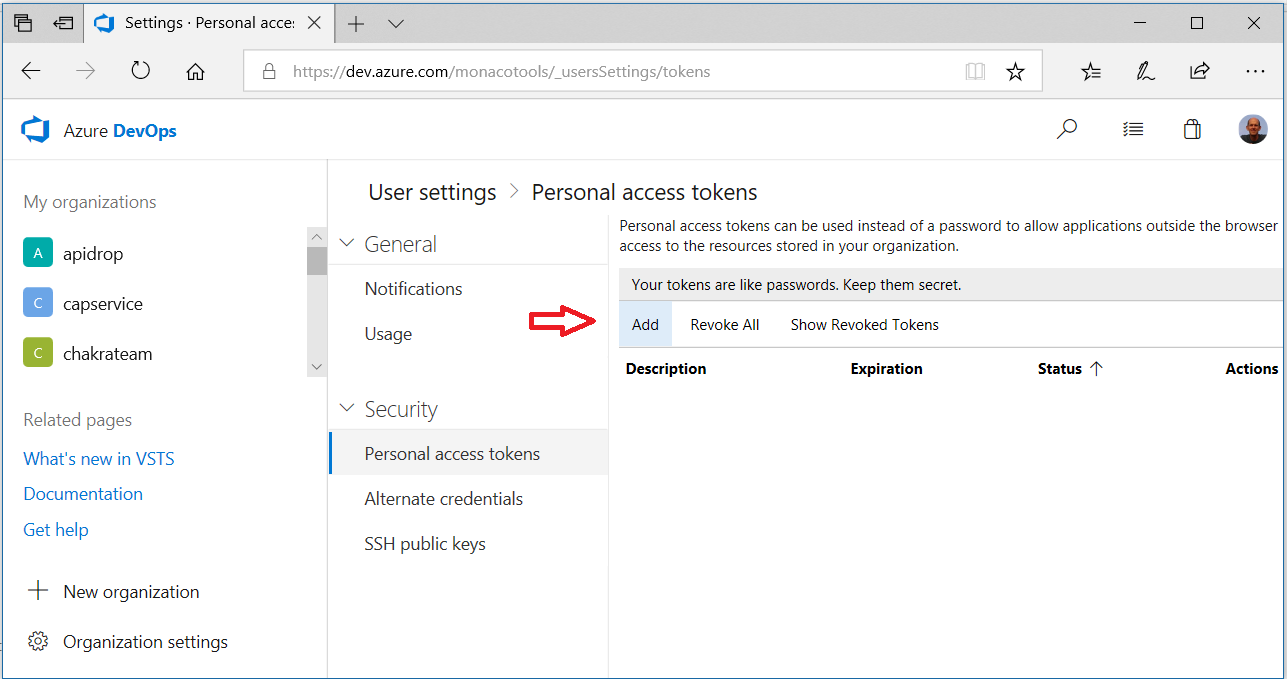 Settings · Personal acce:
https://dev.azure.com/monacotools/_usersSettings/tokens
Azure DevOps
My organizations
A apidrop
C capservice
C chakrateam
Related pages
What's new in VSTS
Documentation
Get help
New organization
Organization settings
User settings > Personal access tokens
General
Notifications
Usage
Security
Personal access tokens
Alternate credentials
SSH public keys
Personal access tokens can be used instead of a password to allow applications outside the browser
access to the resources stored in your organization.
Your tokens are like passwords. Keep them secret.
Add Revoke All Show Revoked Tokens
Description Expiration Status Actions